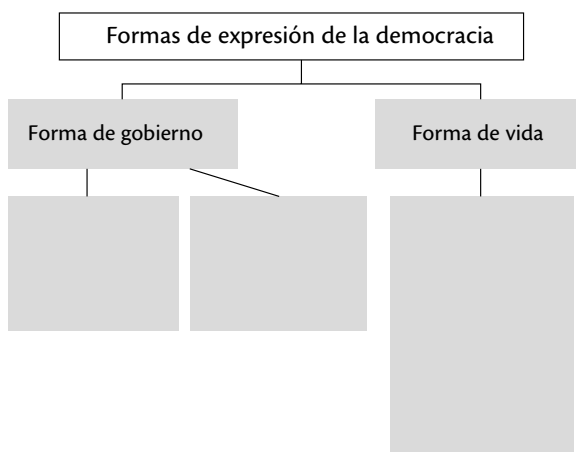 Formas de expresión de la democracia
Forma de gobierno
Forma de vida